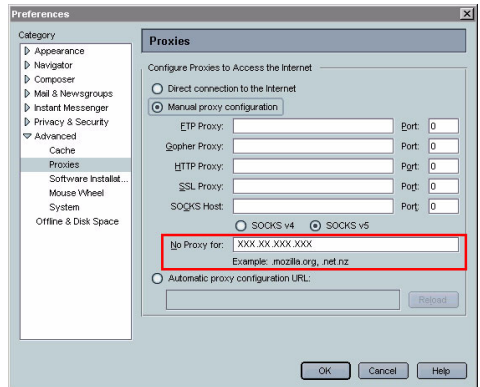 Preferences
Category
Appearance
Navigator
Composer
Mail & Newsgroups
Instant Messenger
Privacy & Security
Advanced
Cache
Proxies
Software Installat...
Mouse Wheel
System
Offline & Disk Space
Proxies
Configure Proxies to Access the Internet
Direct connection to the Internet
Manual proxy configuration
FTP Proxy: Port: 0
Gopher Proxy: Port: 0
HTTP Proxy: Port: 0
SSL Proxy: Port: 0
SOCKS Host: Port: 0
SOCKS v4 SOCKS v5
No Proxy for: XXX.XX.XXX.XXX
Example: .mozilla.org, .net.nz
Automatic proxy configuration URL:
Reload
OK Cancel Help